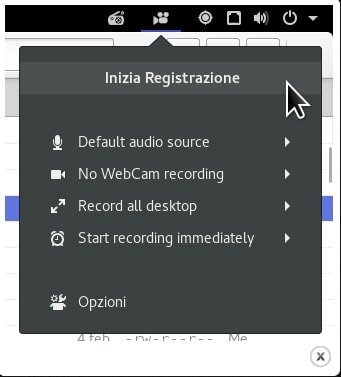 Inizia Registrazione
Default audio source
No WebCam recording
Record all desktop
Start recording immediately
Opzioni
4 feb -rw-r--r-- Me